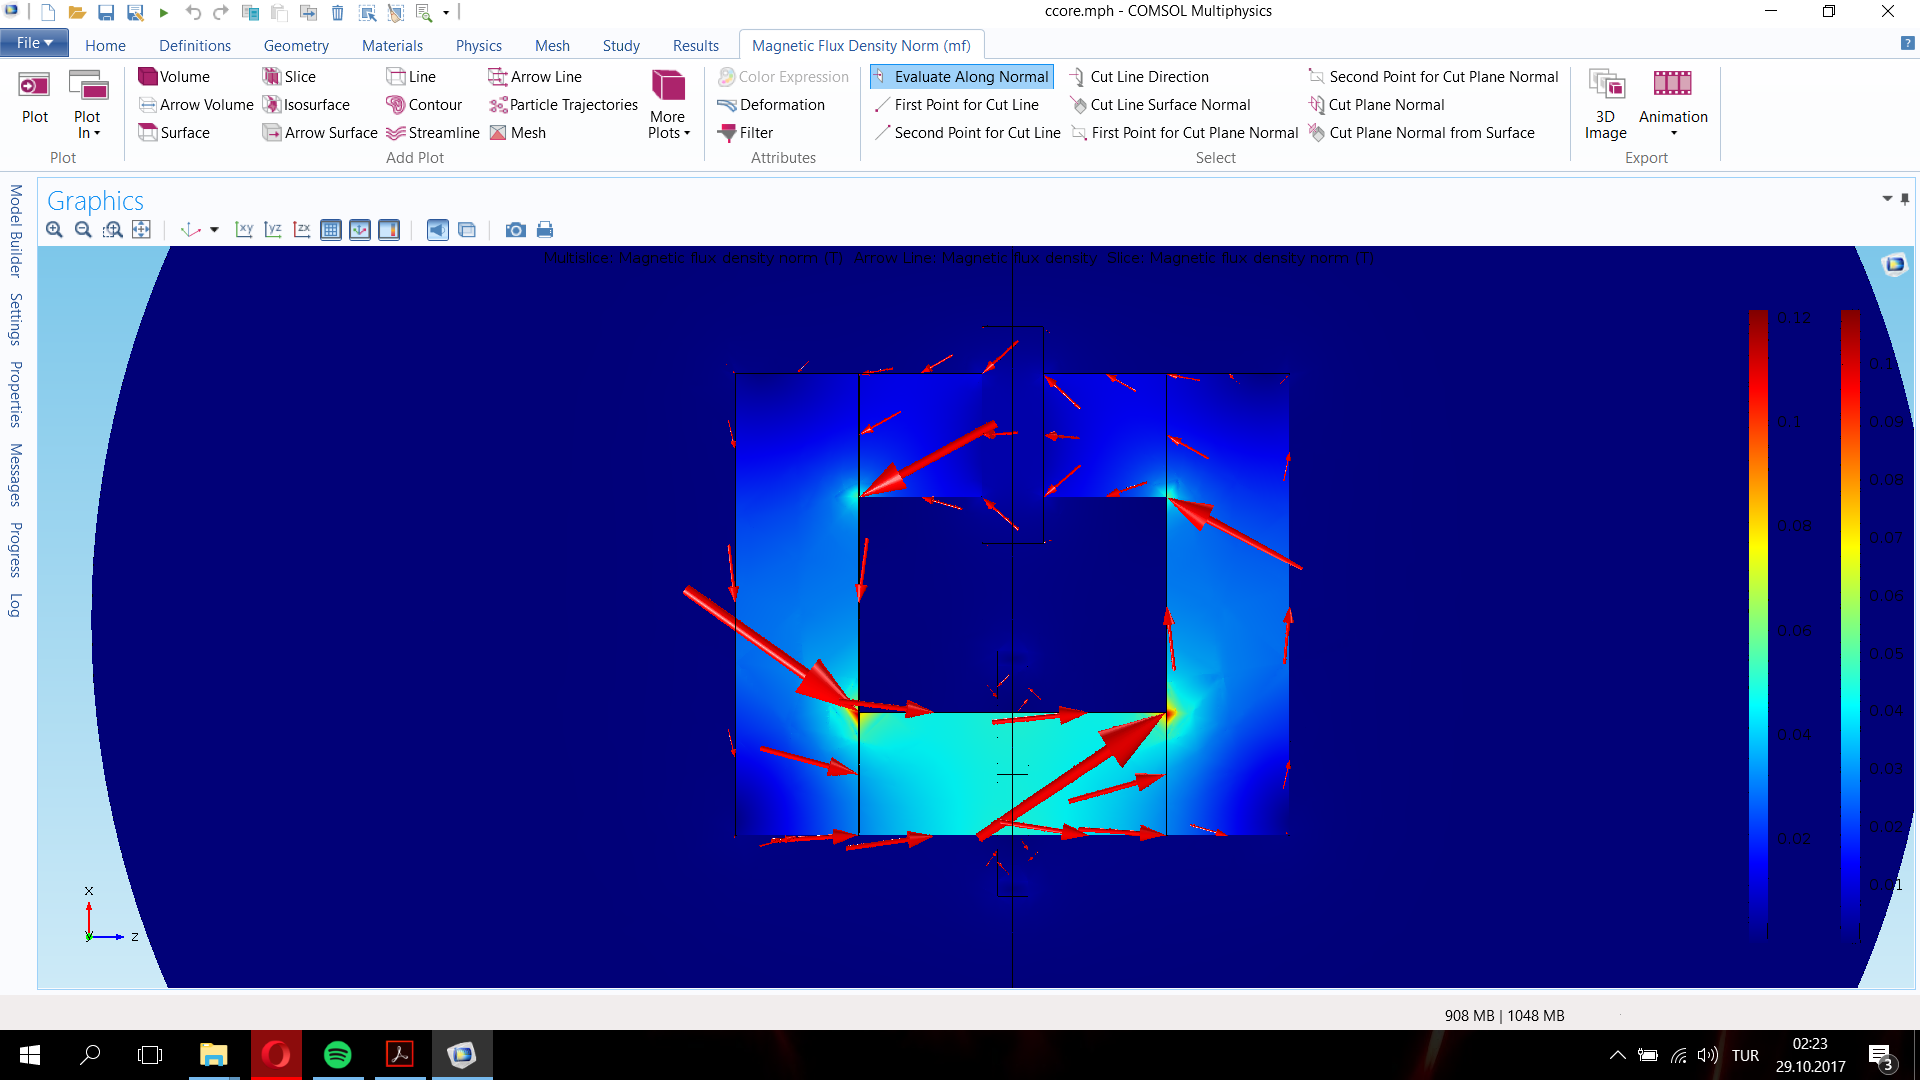 ccore.mph - COMSOL Multiphysics
File Home Definitions Geometry Materials Physics Mesh Study Results Magnetic Flux Density Norm (mf)
Volume Slice Line Arrow Line Color Expression Evaluate Along Normal Cut Line Direction Second Point for Cut Plane Normal
Arrow Volume Isosurface Contour Particle Trajectories Deformation First Point for Cut Line Cut Line Surface Normal Cut Plane Normal
Surface Arrow Surface Streamline Mesh Filter Second Point for Cut Line First Point for Cut Plane Normal Cut Plane Normal from Surface
Plot
Plot
In
More
Plots
3D
Image
Animation
Plot Add Plot Attributes Select Export
Model Builder
Settings
Properties
Messages
Progress
Log
Graphics
xy yz zx
Multislice: Magnetic flux density norm (T) Arrow Line: Magnetic flux density Slice: Magnetic flux density norm (T)
0.12
0.1
0.08
0.06
0.04
0.02
0.1
0.09
0.08
0.07
0.06
0.05
0.04
0.03
0.02
0.01
x
y z
908 MB | 1048 MB
TUR
02:23
29.10.2017
3